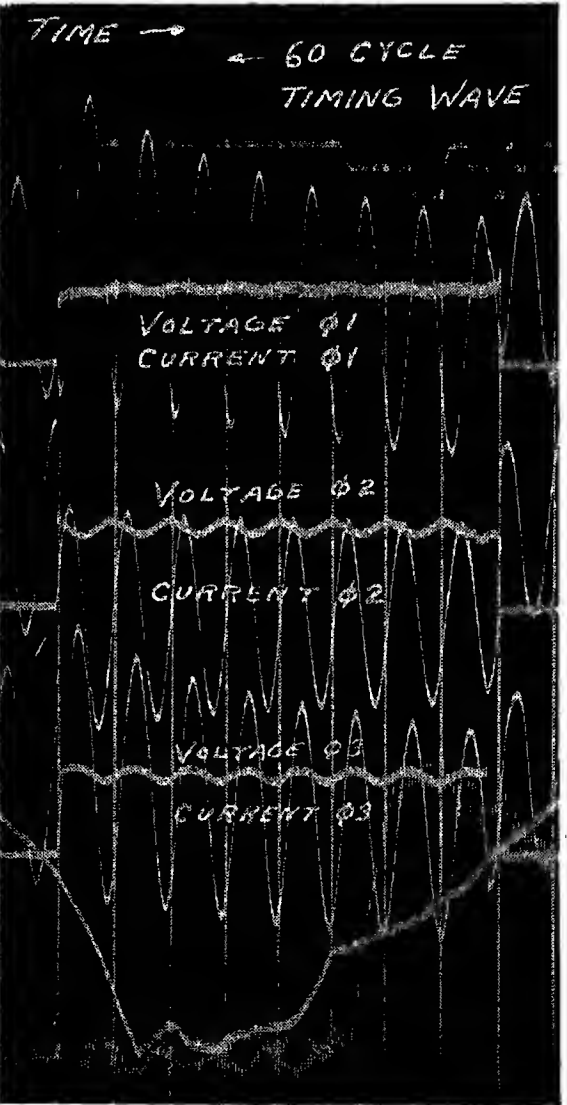 TIME →
← 60 CYCLE
TIMING WAVE
VOLTAGE φ1
CURRENT φ1
VOLTAGE φ2
CURRENT φ2
VOLTAGE φ3
CURRENT φ3